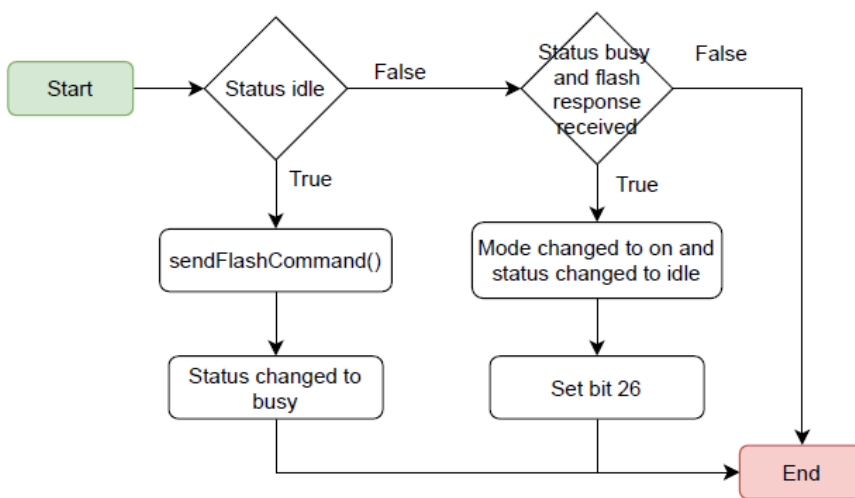 Start
Status idle
False
Status busy
and flash
response
received
False
True
True
sendFlashCommand()
Mode changed to on and
status changed to idle
Status changed to
busy
Set bit 26
End